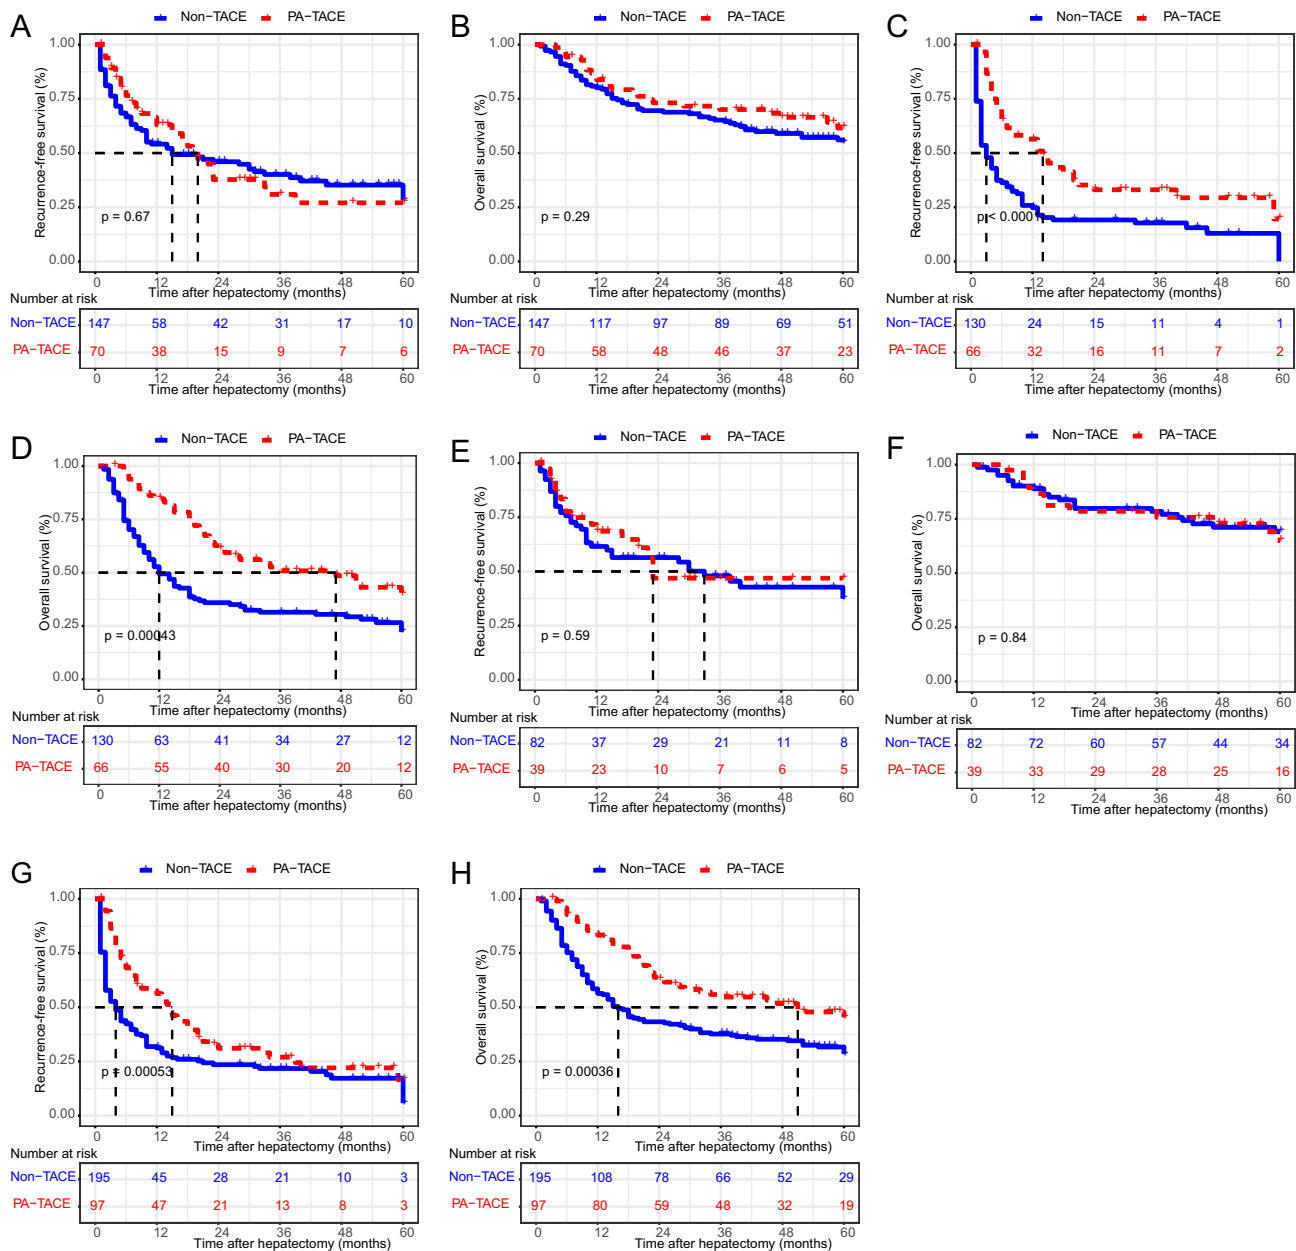 A
Non−TACE PA−TACE
Recurrence−free survival (%)
1.00
0.75
0.50
0.25
0.00
p = 0.67
0 12 24 36 48 60
Time after hepatectomy (months)
Number at risk
Non−TACE 147 58 42 31 17 10
PA−TACE 70 38 15 9 7 6
0 12 24 36 48 60
Time after hepatectomy (months)
B
Non−TACE PA−TACE
Overall survival (%)
1.00
0.75
0.50
0.25
0.00
p = 0.29
0 12 24 36 48 60
Time after hepatectomy (months)
Number at risk
Non−TACE 147 117 97 89 69 51
PA−TACE 70 58 48 46 37 23
0 12 24 36 48 60
Time after hepatectomy (months)
C
Non−TACE PA−TACE
Recurrence−free survival (%)
1.00
0.75
0.50
0.25
0.00
p < 0.0001
0 12 24 36 48 60
Time after hepatectomy (months)
Number at risk
Non−TACE 130 24 15 11 4 1
PA−TACE 66 32 16 11 7 2
0 12 24 36 48 60
Time after hepatectomy (months)
D
Non−TACE PA−TACE
Overall survival (%)
1.00
0.75
0.50
0.25
0.00
p = 0.00043
0 12 24 36 48 60
Time after hepatectomy (months)
Number at risk
Non−TACE 130 63 41 34 27 12
PA−TACE 66 55 40 30 20 12
0 12 24 36 48 60
Time after hepatectomy (months)
E
Non−TACE PA−TACE
Recurrence−free survival (%)
1.00
0.75
0.50
0.25
0.00
p = 0.59
0 12 24 36 48 60
Time after hepatectomy (months)
Number at risk
Non−TACE 82 37 29 21 11 8
PA−TACE 39 23 10 7 6 5
0 12 24 36 48 60
Time after hepatectomy (months)
F
Non−TACE PA−TACE
Overall survival (%)
1.00
0.75
0.50
0.25
0.00
p = 0.84
0 12 24 36 48 60
Time after hepatectomy (months)
Number at risk
Non−TACE 82 72 60 57 44 34
PA−TACE 39 33 29 28 25 16
0 12 24 36 48 60
Time after hepatectomy (months)
G
Non−TACE PA−TACE
Recurrence−free survival (%)
1.00
0.75
0.50
0.25
0.00
p = 0.00053
0 12 24 36 48 60
Time after hepatectomy (months)
Number at risk
Non−TACE 195 45 28 21 10 3
PA−TACE 97 47 21 13 8 3
0 12 24 36 48 60
Time after hepatectomy (months)
H
Non−TACE PA−TACE
Overall survival (%)
1.00
0.75
0.50
0.25
0.00
p = 0.00036
0 12 24 36 48 60
Time after hepatectomy (months)
Number at risk
Non−TACE 195 108 78 66 52 29
PA−TACE 97 80 59 48 32 19
0 12 24 36 48 60
Time after hepatectomy (months)